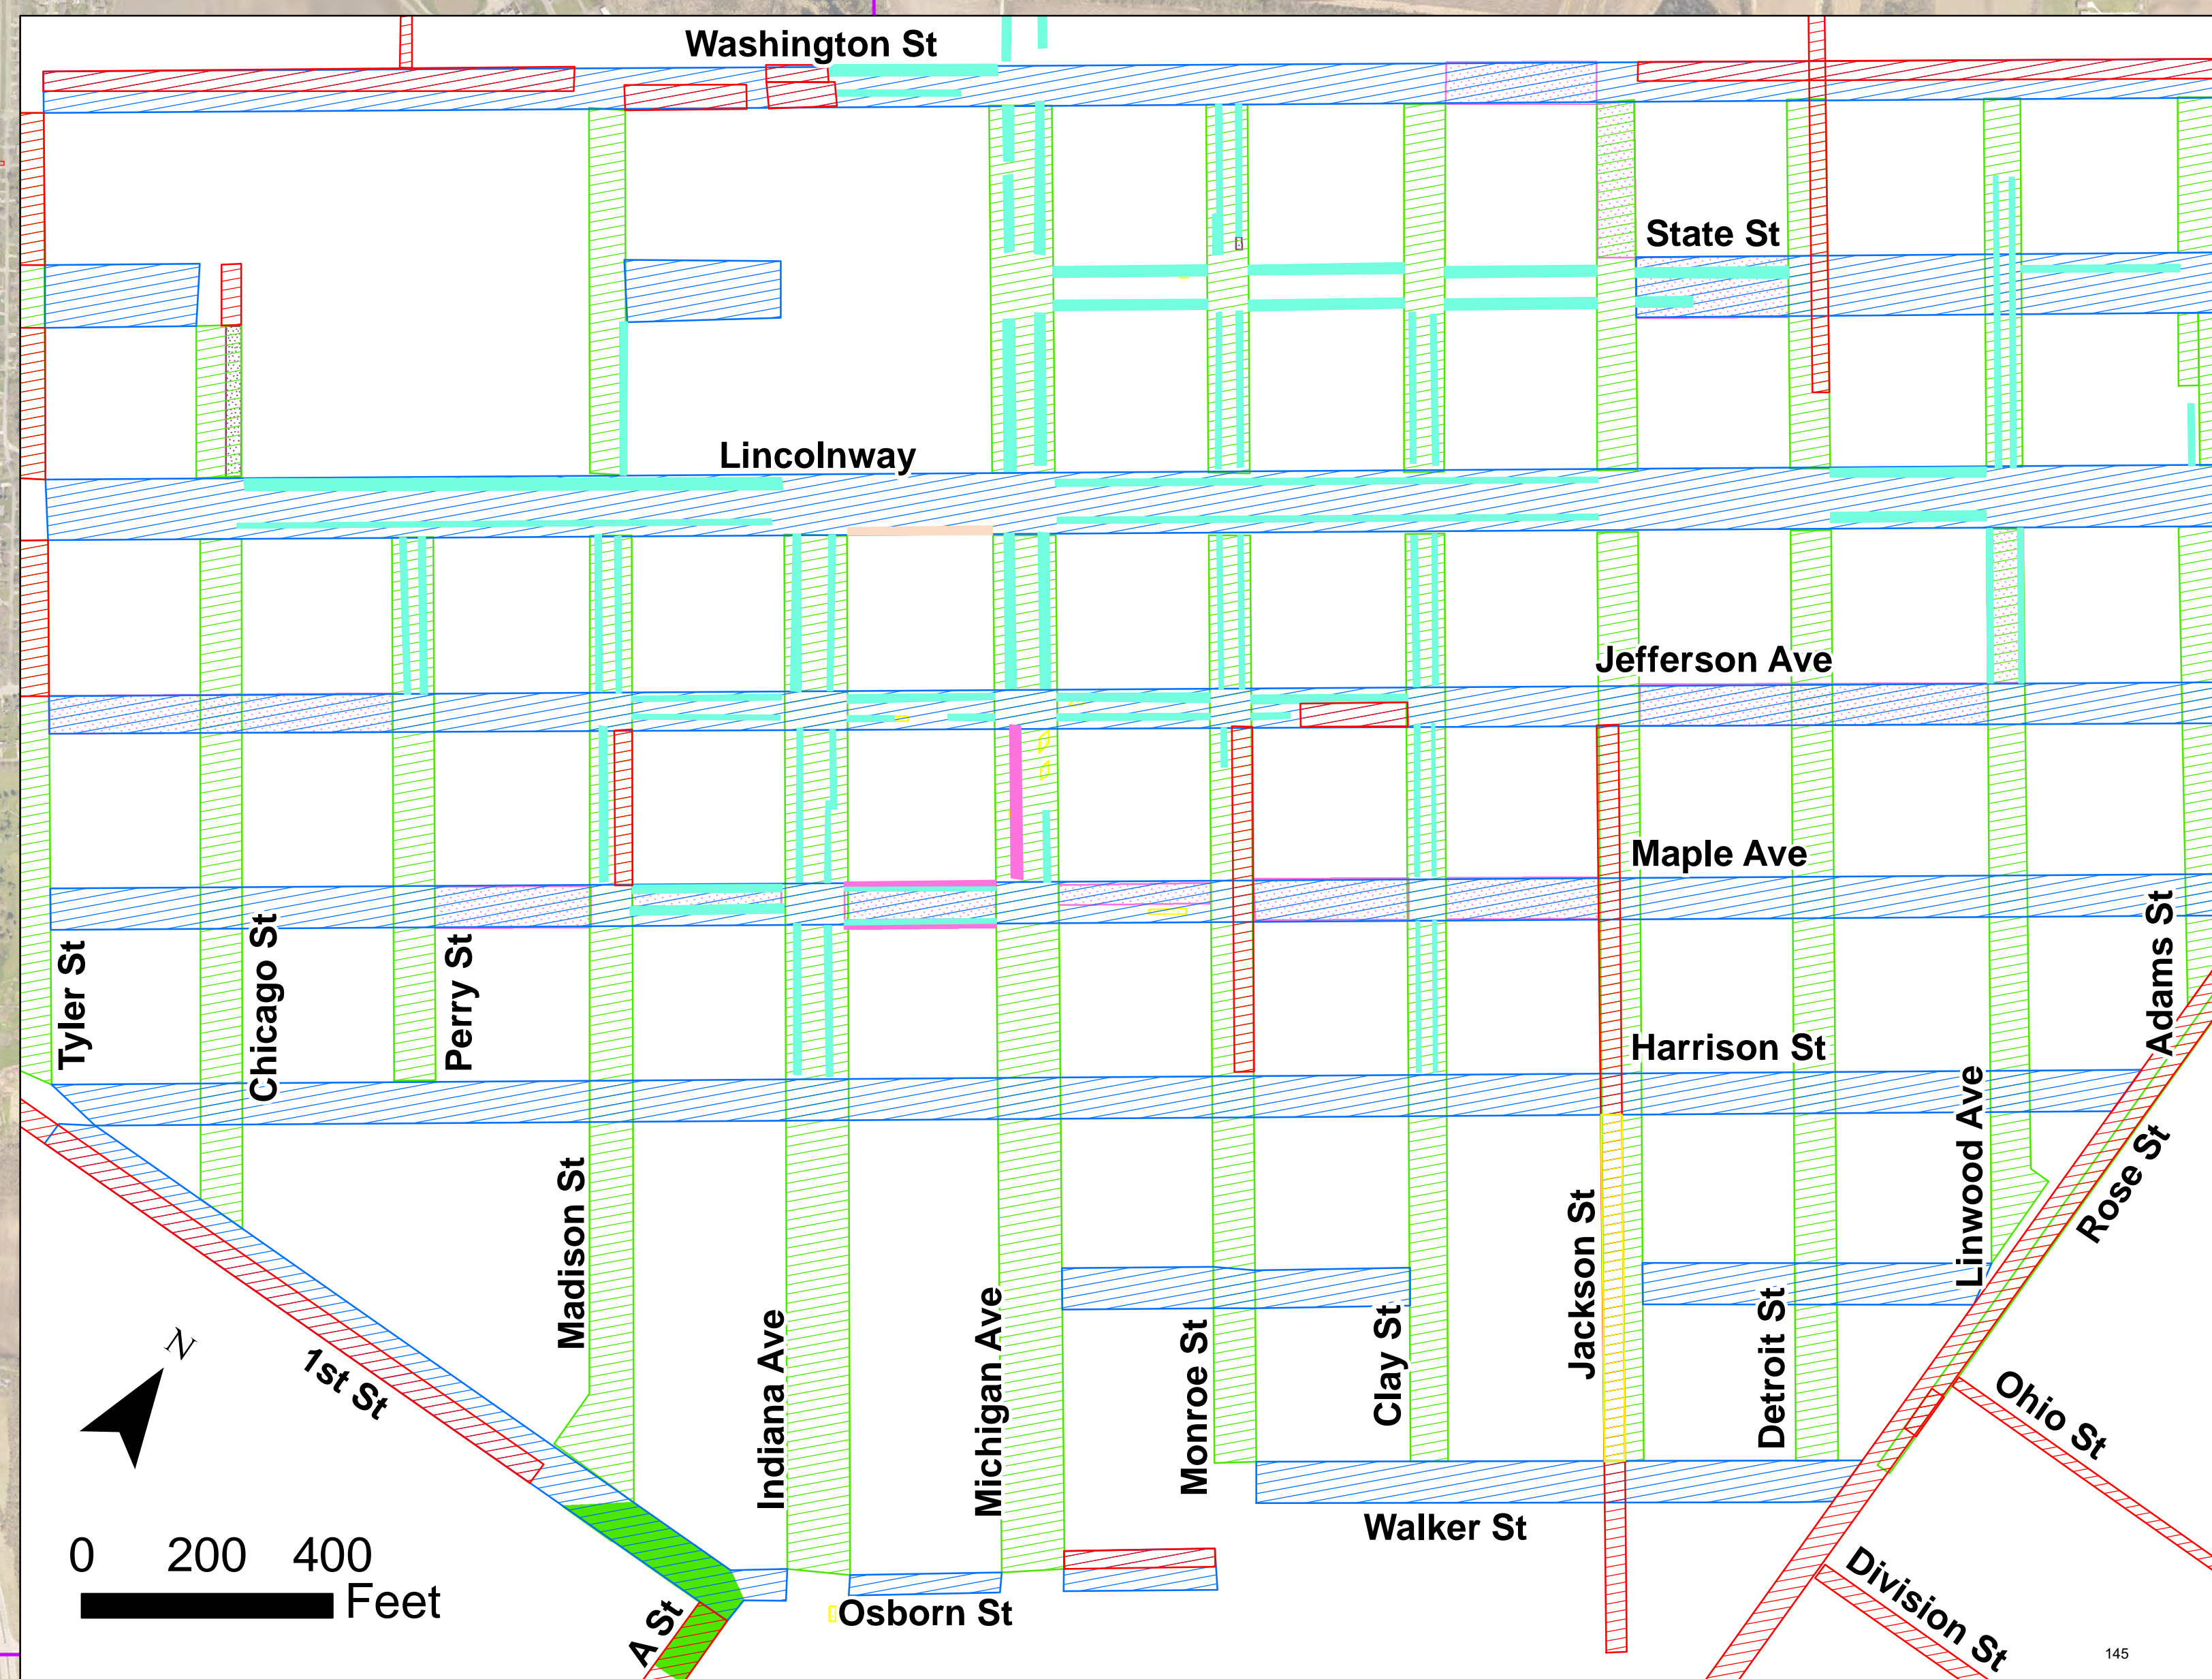 Washington St
State St
Lincolnway
Jefferson Ave
Maple Ave
Tyler St
Chicago St
Perry St
Adams St
Harrison St
Madison St
Indiana Ave
Michigan Ave
Monroe St
Clay St
Jackson St
Detroit St
Linwood Ave
Rose St
N
1st St
Ohio St
Walker St
0 200 400
Feet
Osborn St
A St
Division St
145